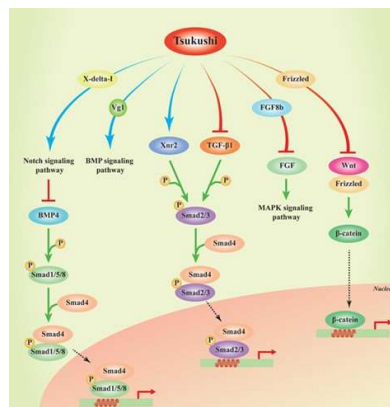 Tsukushi
X-delta-1
Vg1
FGF8b
Frizzled
Notch signaling
pathway
BMP signaling
pathway
Xnr2
TGF-β1
FGF
Wnt
Frizzled
MAPK signaling
pathway
P
P
BMP4
P
P
Smad2/3
β-catein
P
Smad1/5/8
Smad4
Smad4
P
Smad2/3
Smad4
Smad4
P
Smad1/5/8
Smad4
P
Smad2/3
β-catein
Smad4
P
Smad1/5/8